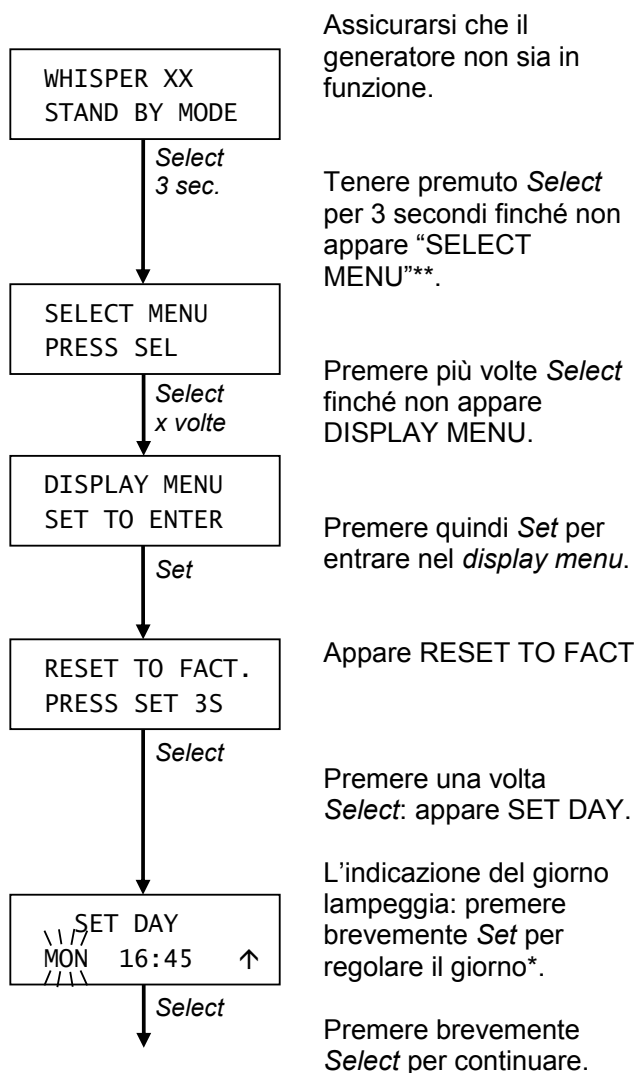 Assicurarsi che il
generatore non sia in
funzione.
WHISPER XX
STAND BY MODE
Select
3 sec.
Tenere premuto Select
per 3 secondi finché non
appare “SELECT
MENU”**.
SELECT MENU
PRESS SEL
Select
x volte
Premere più volte Select
finché non appare
DISPLAY MENU.
DISPLAY MENU
SET TO ENTER
Set
Premere quindi Set per
entrare nel display menu.
RESET TO FACT.
PRESS SET 3S
Appare RESET TO FACT
Select
Premere una volta
Select: appare SET DAY.
SET DAY
MON 16:45 ↑
L’indicazione del giorno
lampeggia: premere
brevemente Set per
regolare il giorno*.
Select
Premere brevemente
Select per continuare.